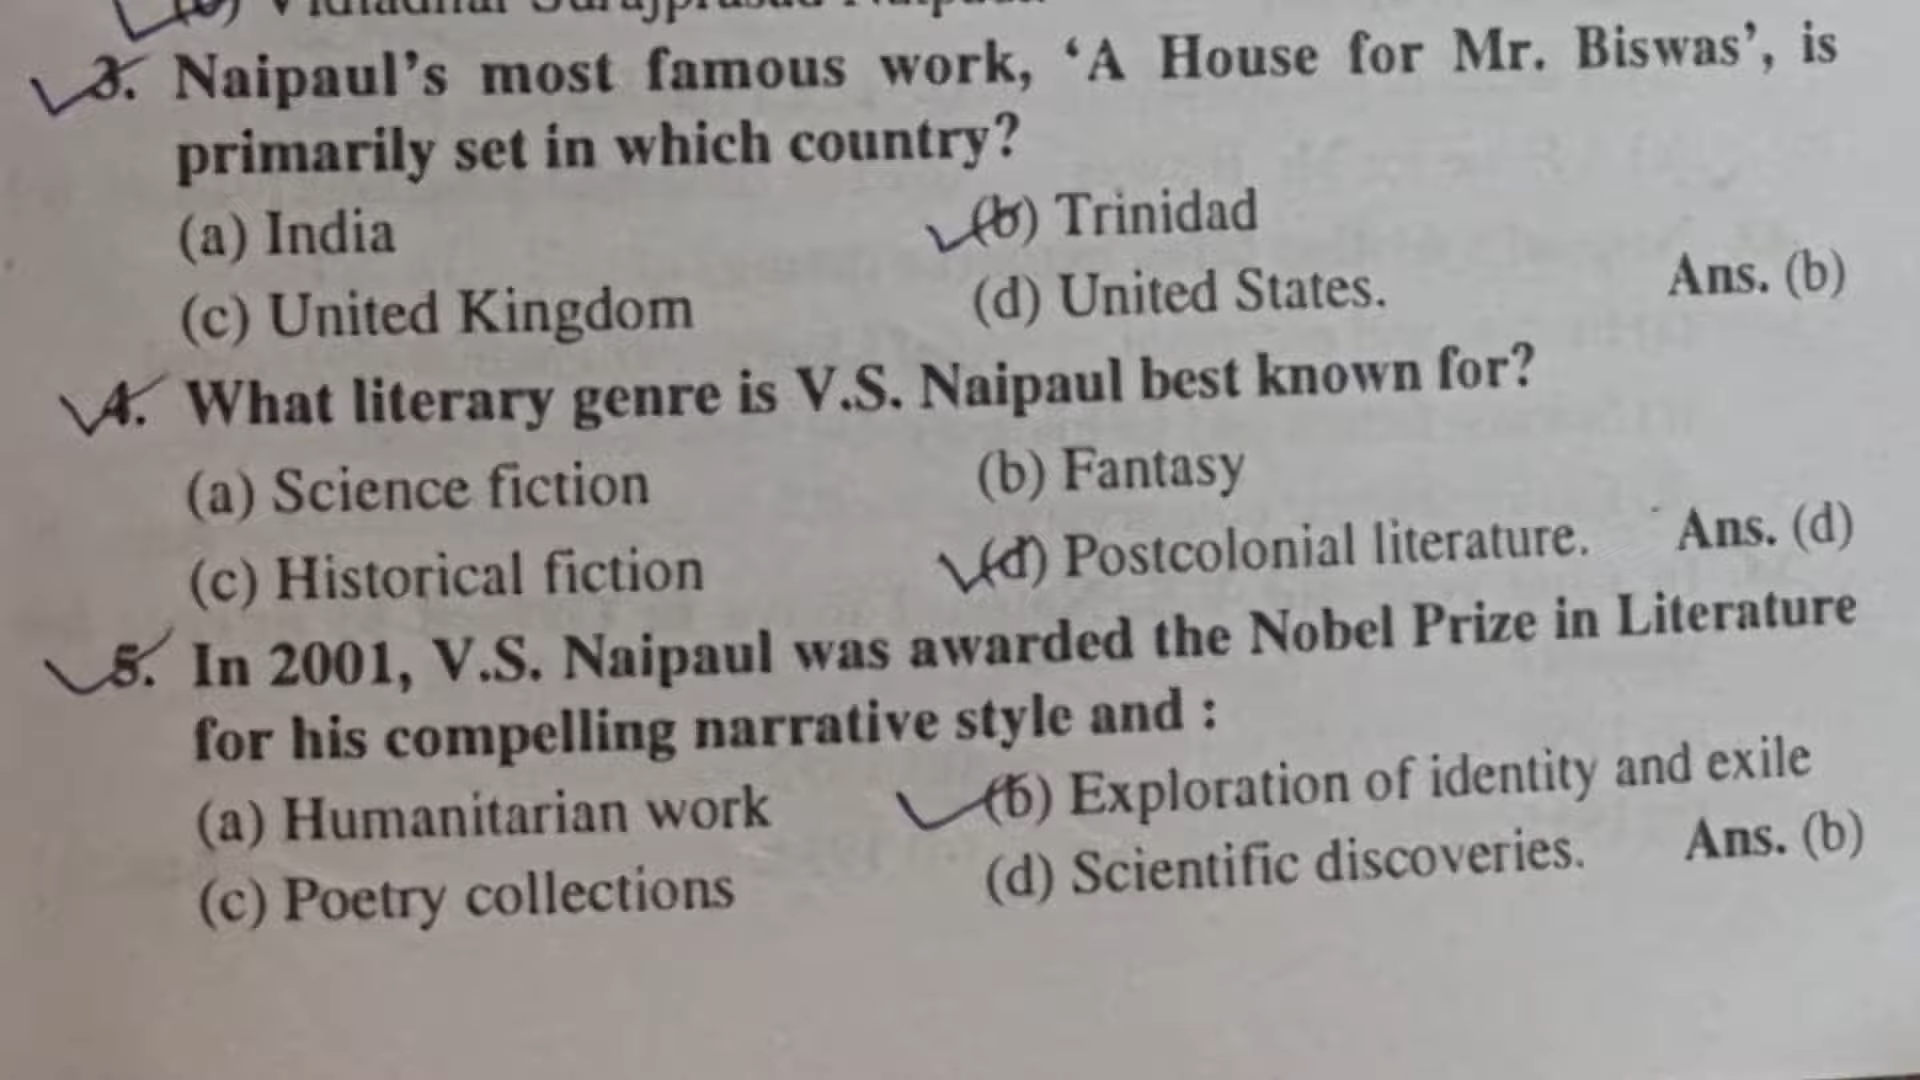 3. Naipaul's most famous work, 'A House for Mr. Biswas', is
primarily set in which country?
(a) India (b) Trinidad
(c) United Kingdom (d) United States. Ans. (b)
4. What literary genre is V.S. Naipaul best known for?
(a) Science fiction (b) Fantasy
(c) Historical fiction (d) Postcolonial literature. Ans. (d)
5. In 2001, V.S. Naipaul was awarded the Nobel Prize in Literature
for his compelling narrative style and :
(a) Humanitarian work (b) Exploration of identity and exile
(c) Poetry collections (d) Scientific discoveries. Ans. (b)